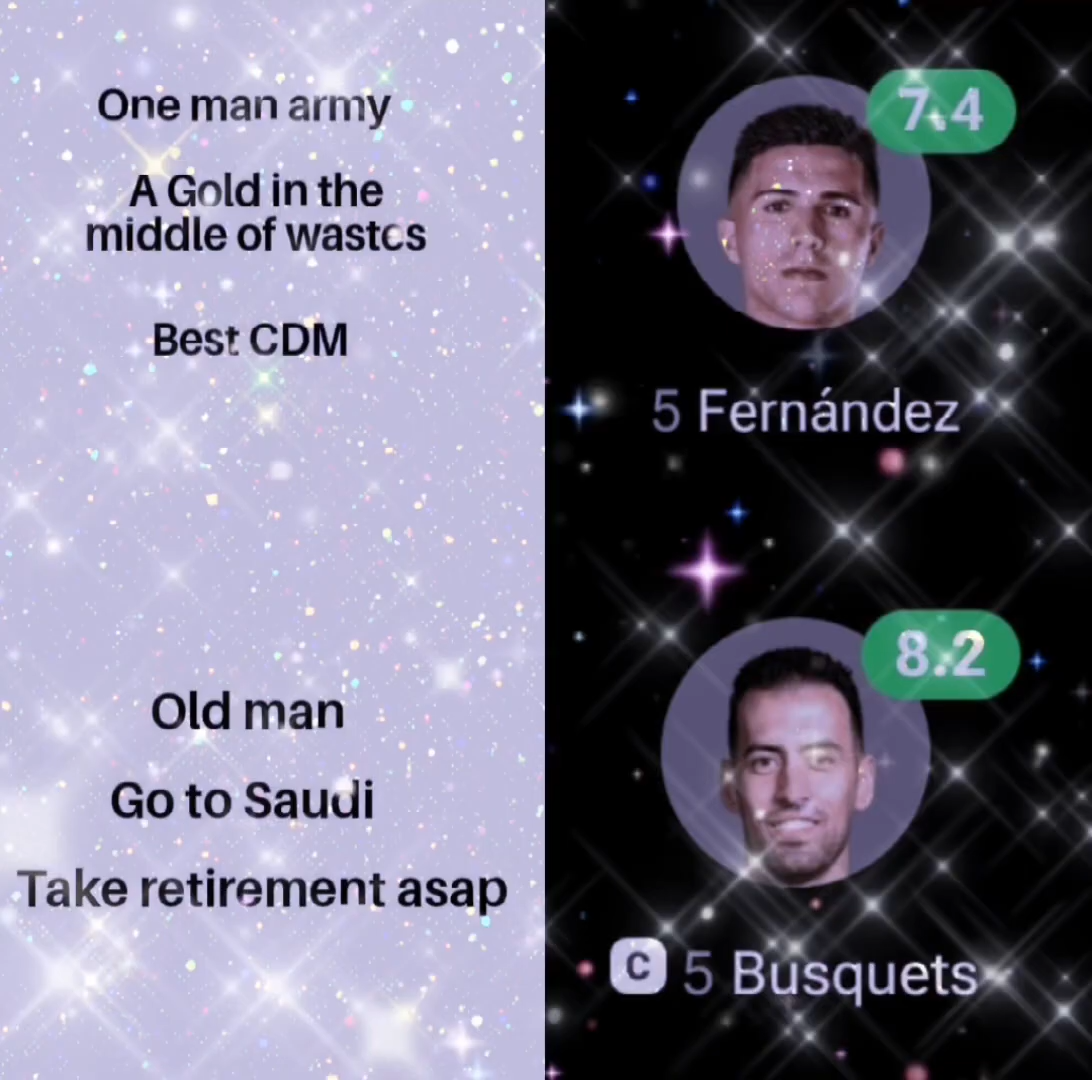 One man army
A Gold in the
middle of wastes
Best CDM
7.4
5 Fernández
Old man
Go to Saudi
Take retirement asap
8.2
C 5 Busquets